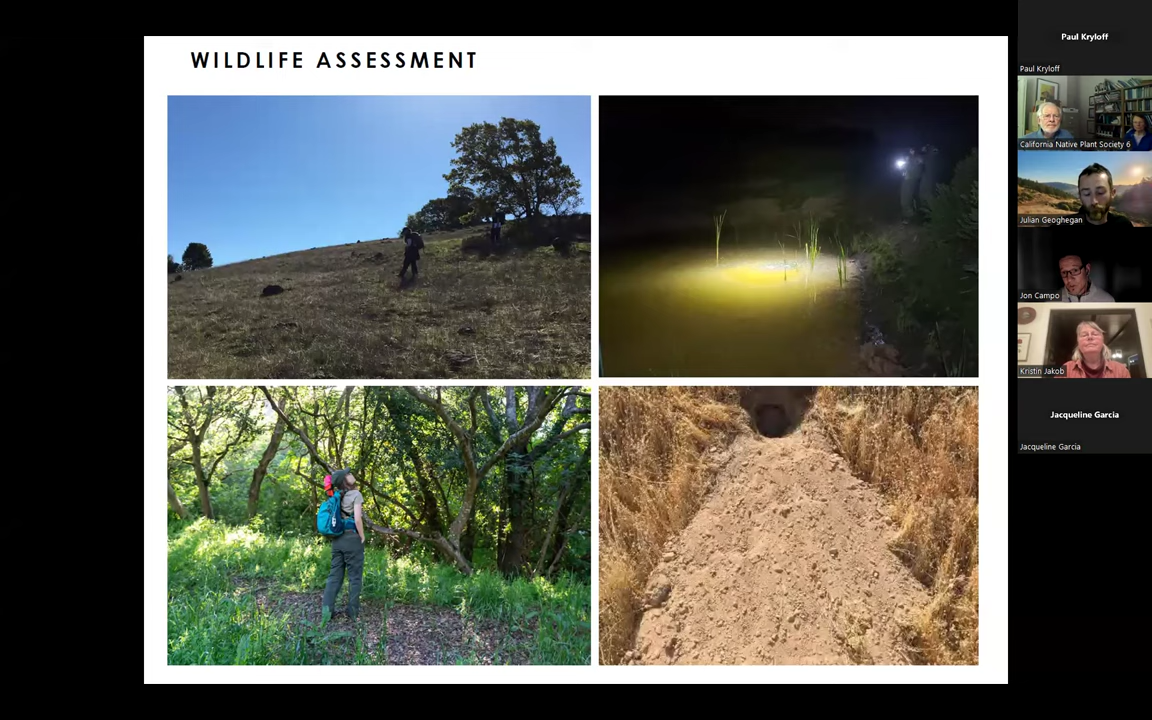 WILDLIFE ASSESSMENT
Paul Kryloff
Paul Kryloff
California Native Plant Society 6
Julian Geoghegan
Jon Campo
Kristin Jakob
Jacqueline Garcia
Jacqueline Garcia